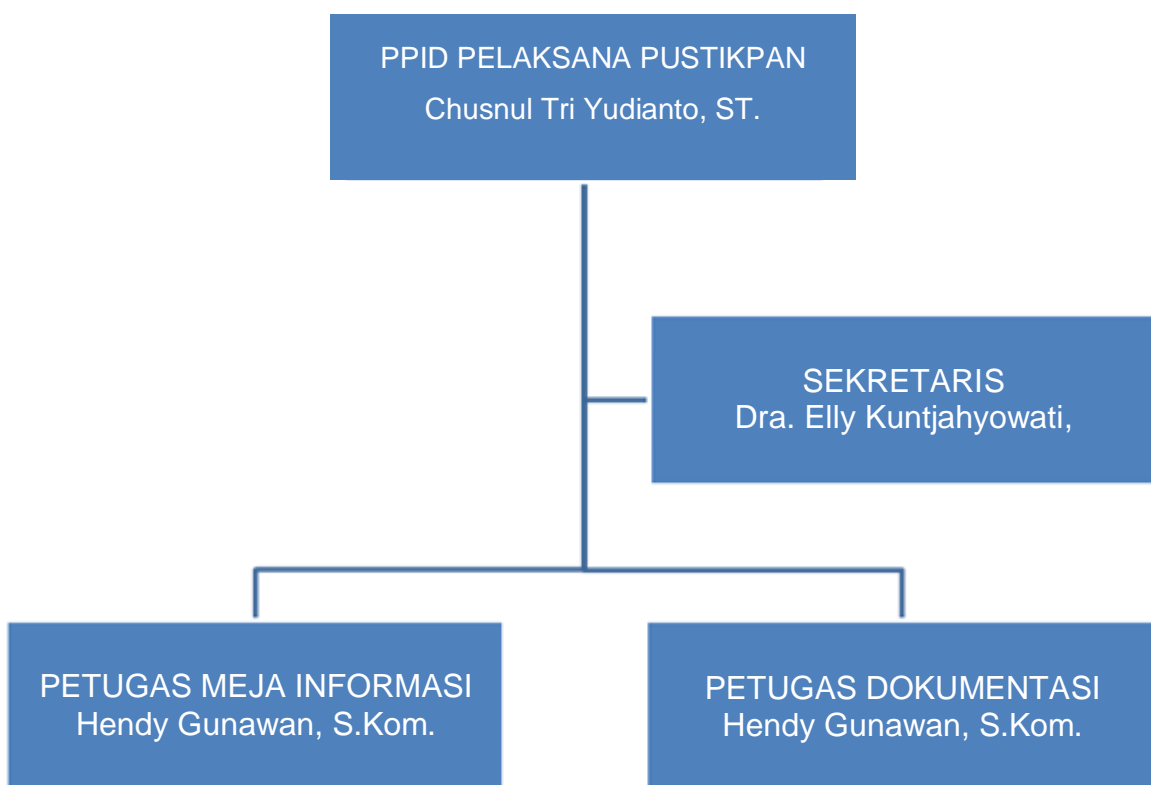 PPID PELAKSANA PUSTIKPAN
Chusnul Tri Yudianto, ST.
SEKRETARIS
Dra. Elly Kuntjahyowati,
PETUGAS MEJA INFORMASI
Hendy Gunawan, S.Kom.
PETUGAS DOKUMENTASI
Hendy Gunawan, S.Kom.